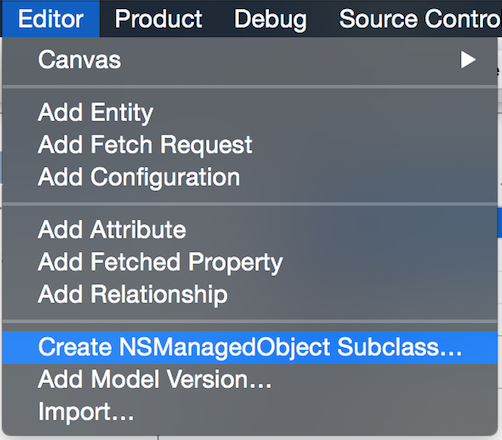 Editor Product Debug Source Contro
Canvas
Add Entity
Add Fetch Request
Add Configuration
Add Attribute
Add Fetched Property
Add Relationship
Create NSManagedObject Subclass...
Add Model Version...
Import...